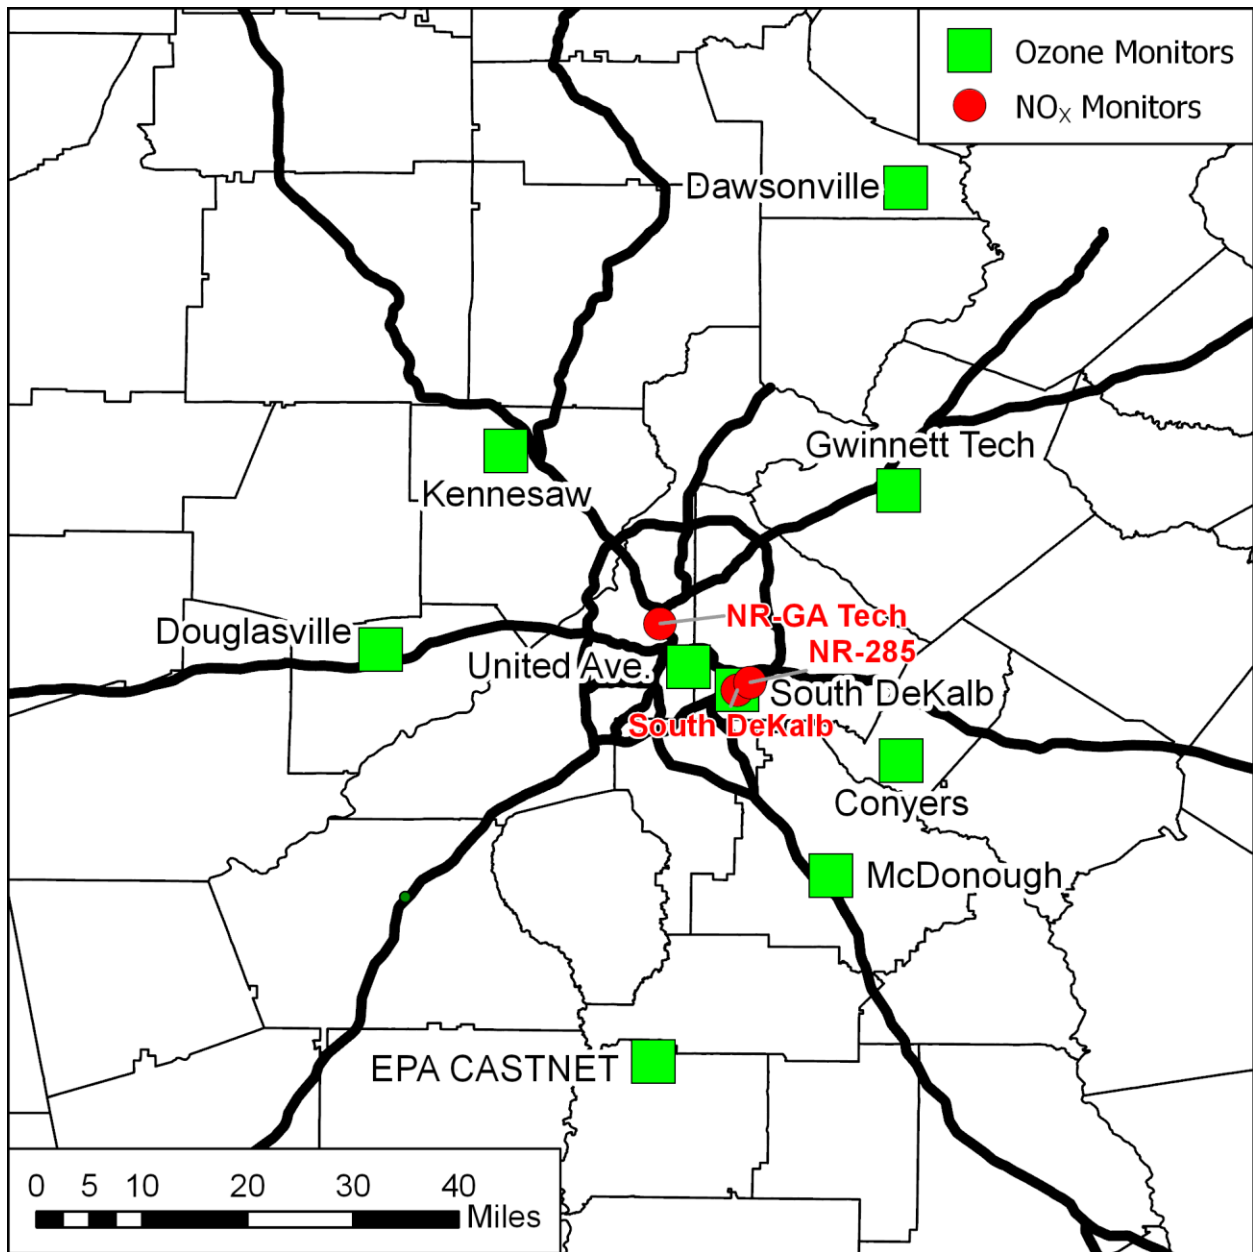 Ozone Monitors
NOX Monitors
Dawsonville
Gwinnett Tech
Kennesaw
NR-GA Tech
Douglasville
NR-285
United Ave.
South DeKalb
South DeKalb
Conyers
McDonough
EPA CASTNET
0 5 10 20 30 40
Miles